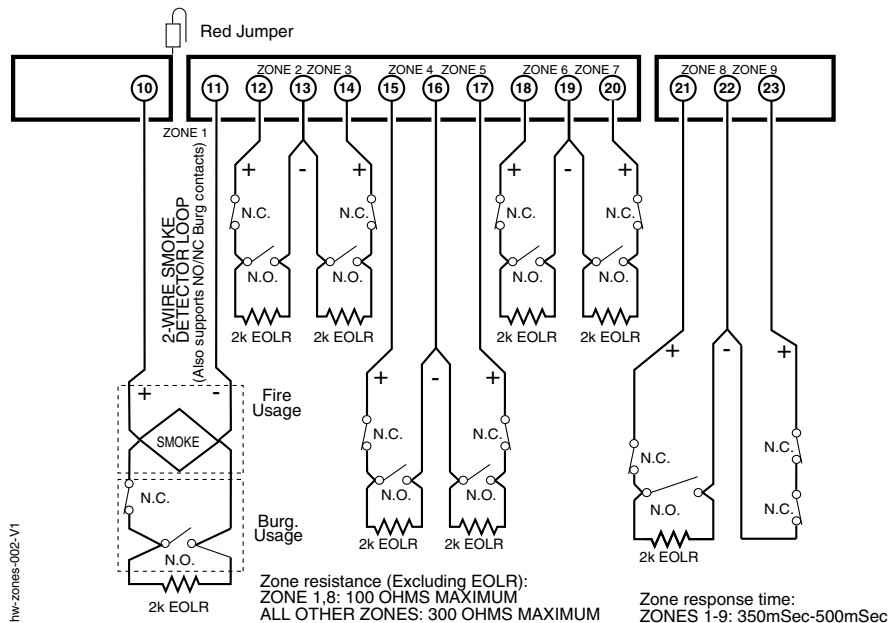 Red Jumper
ZONE 2 ZONE 3 ZONE 4 ZONE 5 ZONE 6 ZONE 7 ZONE 8 ZONE 9
10 11 12 13 14 15 16 17 18 19 20 21 22 23
ZONE 1
2-WIRE SMOKE
DETECTOR LOOP
(Also supports NO/NC Burg contacts)
+ - + + - +
N.C. N.C. N.C. N.C.
N.O. N.O. N.O. N.O.
2k EOLR 2k EOLR 2k EOLR 2k EOLR
+ - + + - +
+ -
Fire
Usage
SMOKE
N.C. N.C. N.C. N.C.
N.C.
N.O. N.O. N.O. N.C.
Burg.
Usage
N.O.
2k EOLR 2k EOLR 2k EOLR
2k EOLR
Zone resistance (Excluding EOLR):
ZONE 1,8: 100 OHMS MAXIMUM
ALL OTHER ZONES: 300 OHMS MAXIMUM
Zone response time:
ZONES 1-9: 350mSec-500mSec
hw-zones-002-V1